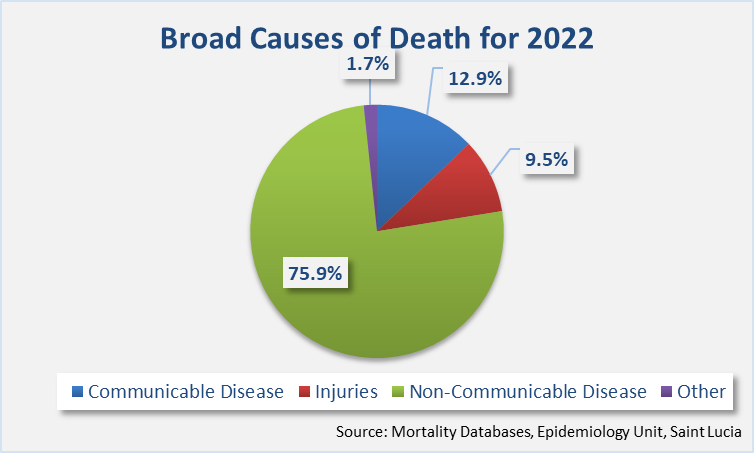 Broad Causes of Death for 2022
1.7%
12.9%
9.5%
75.9%
Communicable Disease Injuries Non-Communicable Disease Other
Source: Mortality Databases, Epidemiology Unit, Saint Lucia